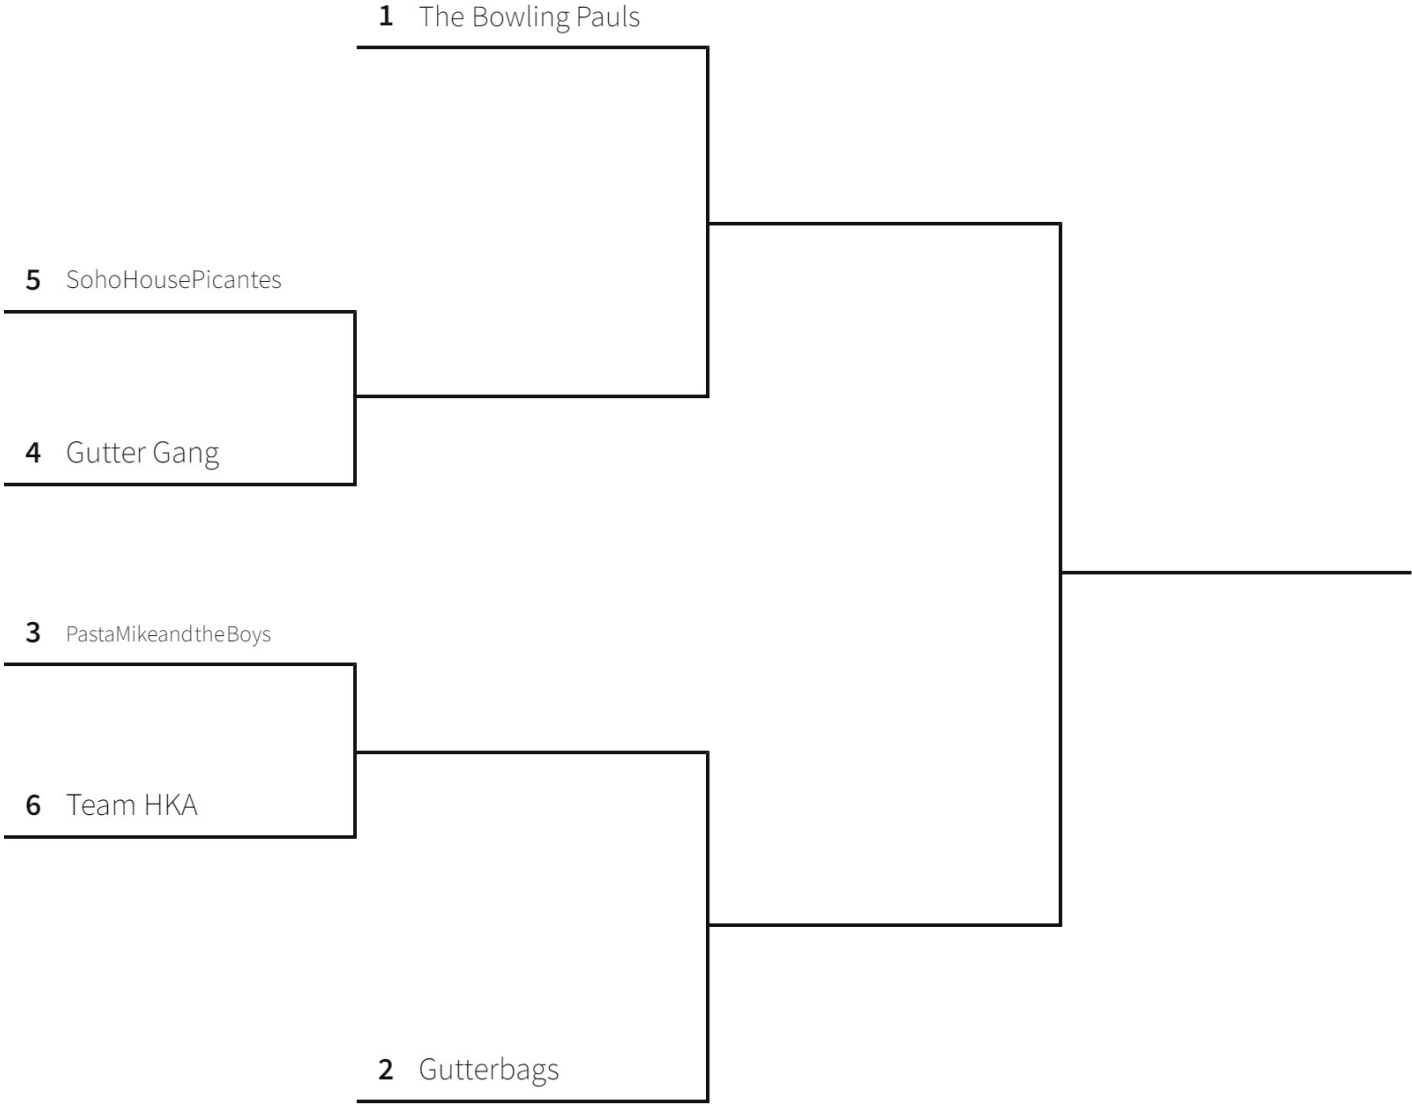 1 The Bowling Pauls
5 SohoHousePicantes
4 Gutter Gang
3 PastaMikeandtheBoys
6 Team HKA
2 Gutterbags